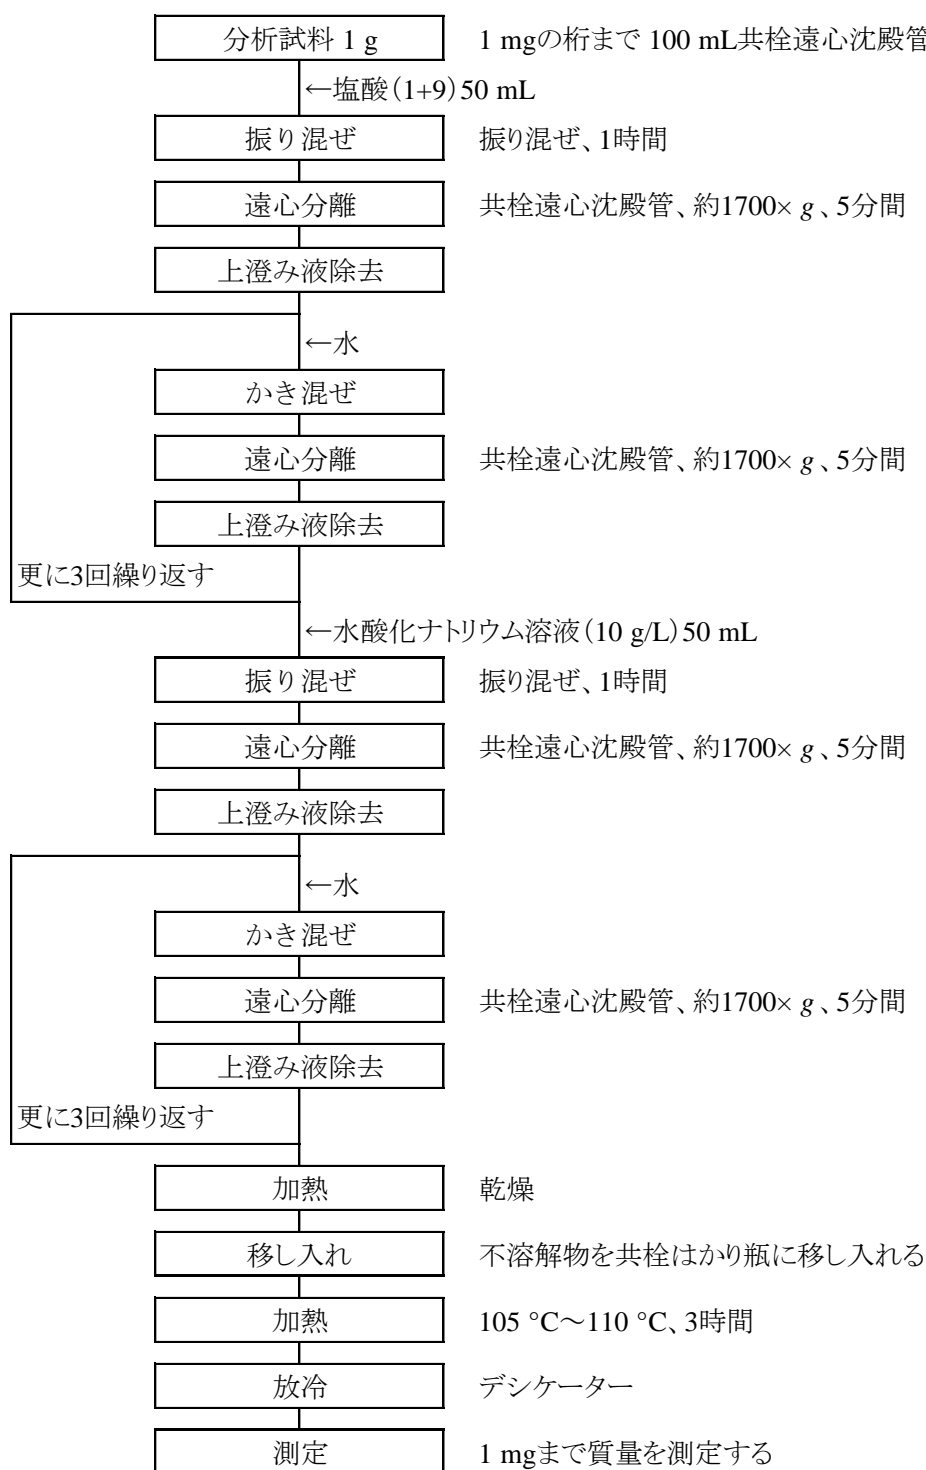 分析試料 1 g 1 mgの桁まで 100 mL共栓遠心沈殿管
←塩酸（1+9）50 mL
振り混ぜ 振り混ぜ、1時間
遠心分離 共栓遠心沈殿管、約1700× g 、5分間
上澄み液除去
←水
かき混ぜ
遠心分離 共栓遠心沈殿管、約1700× g 、5分間
上澄み液除去
更に3回繰り返す
←水酸化ナトリウム溶液（10 g/L）50 mL
振り混ぜ 振り混ぜ、1時間
遠心分離 共栓遠心沈殿管、約1700× g 、5分間
上澄み液除去
←水
かき混ぜ
遠心分離 共栓遠心沈殿管、約1700× g 、5分間
上澄み液除去
更に3回繰り返す
加熱 乾燥
移し入れ 不溶解物を共栓はかり瓶に移し入れる
加熱 105 °C～110 °C、3時間
放冷 デシケーター
測定 1 mgまで質量を測定する